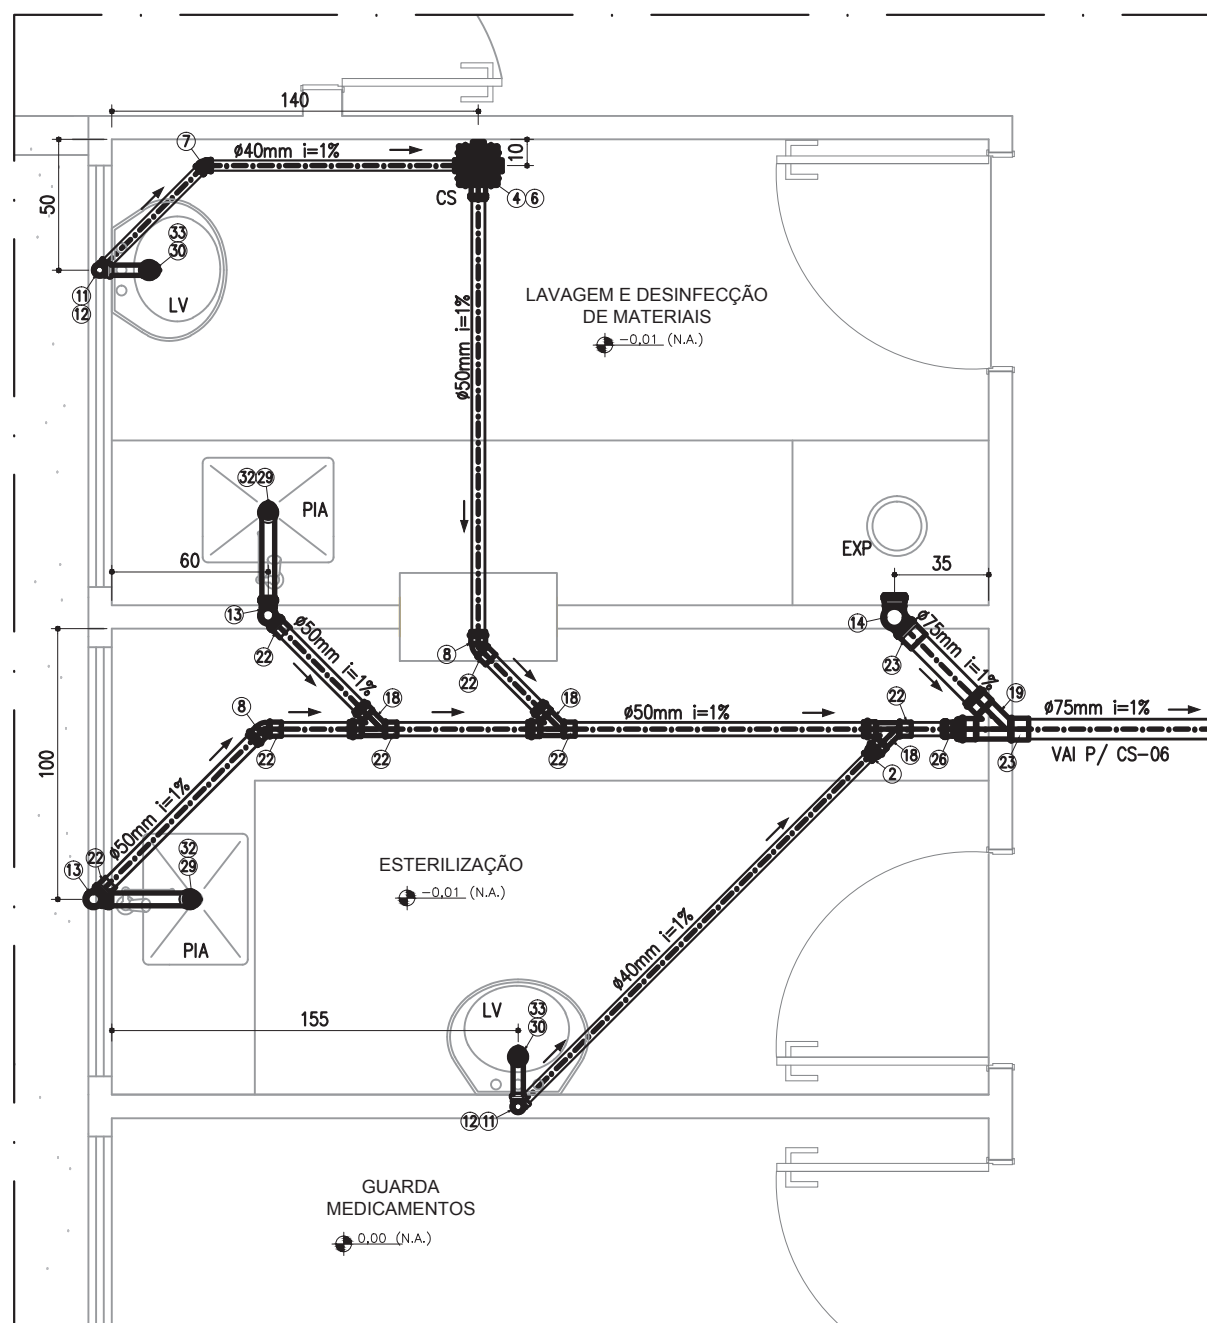 140
7
ø40mm i=1%
10
CS
4 6
50
33
30
11
12
LV
LAVAGEM E DESINFECÇÃO
DE MATERIAIS
-0,01 (N.A.)
ø50mm i=1%
32 29
PIA
60
EXP
35
13
22
ø50mm i=1%
8
22
14
23
ø75mm i=1%
18
18
19
8
22
22
22
ø50mm i=1%
22
26
18
2
23
ø75mm i=1%
VAI P/ CS-06
100
ø50mm i=1%
22
13
32
29
PIA
ESTERILIZAÇÃO
-0,01 (N.A.)
ø40mm i=1%
155
LV
33
30
12 11
GUARDA
MEDICAMENTOS
0,00 (N.A.)